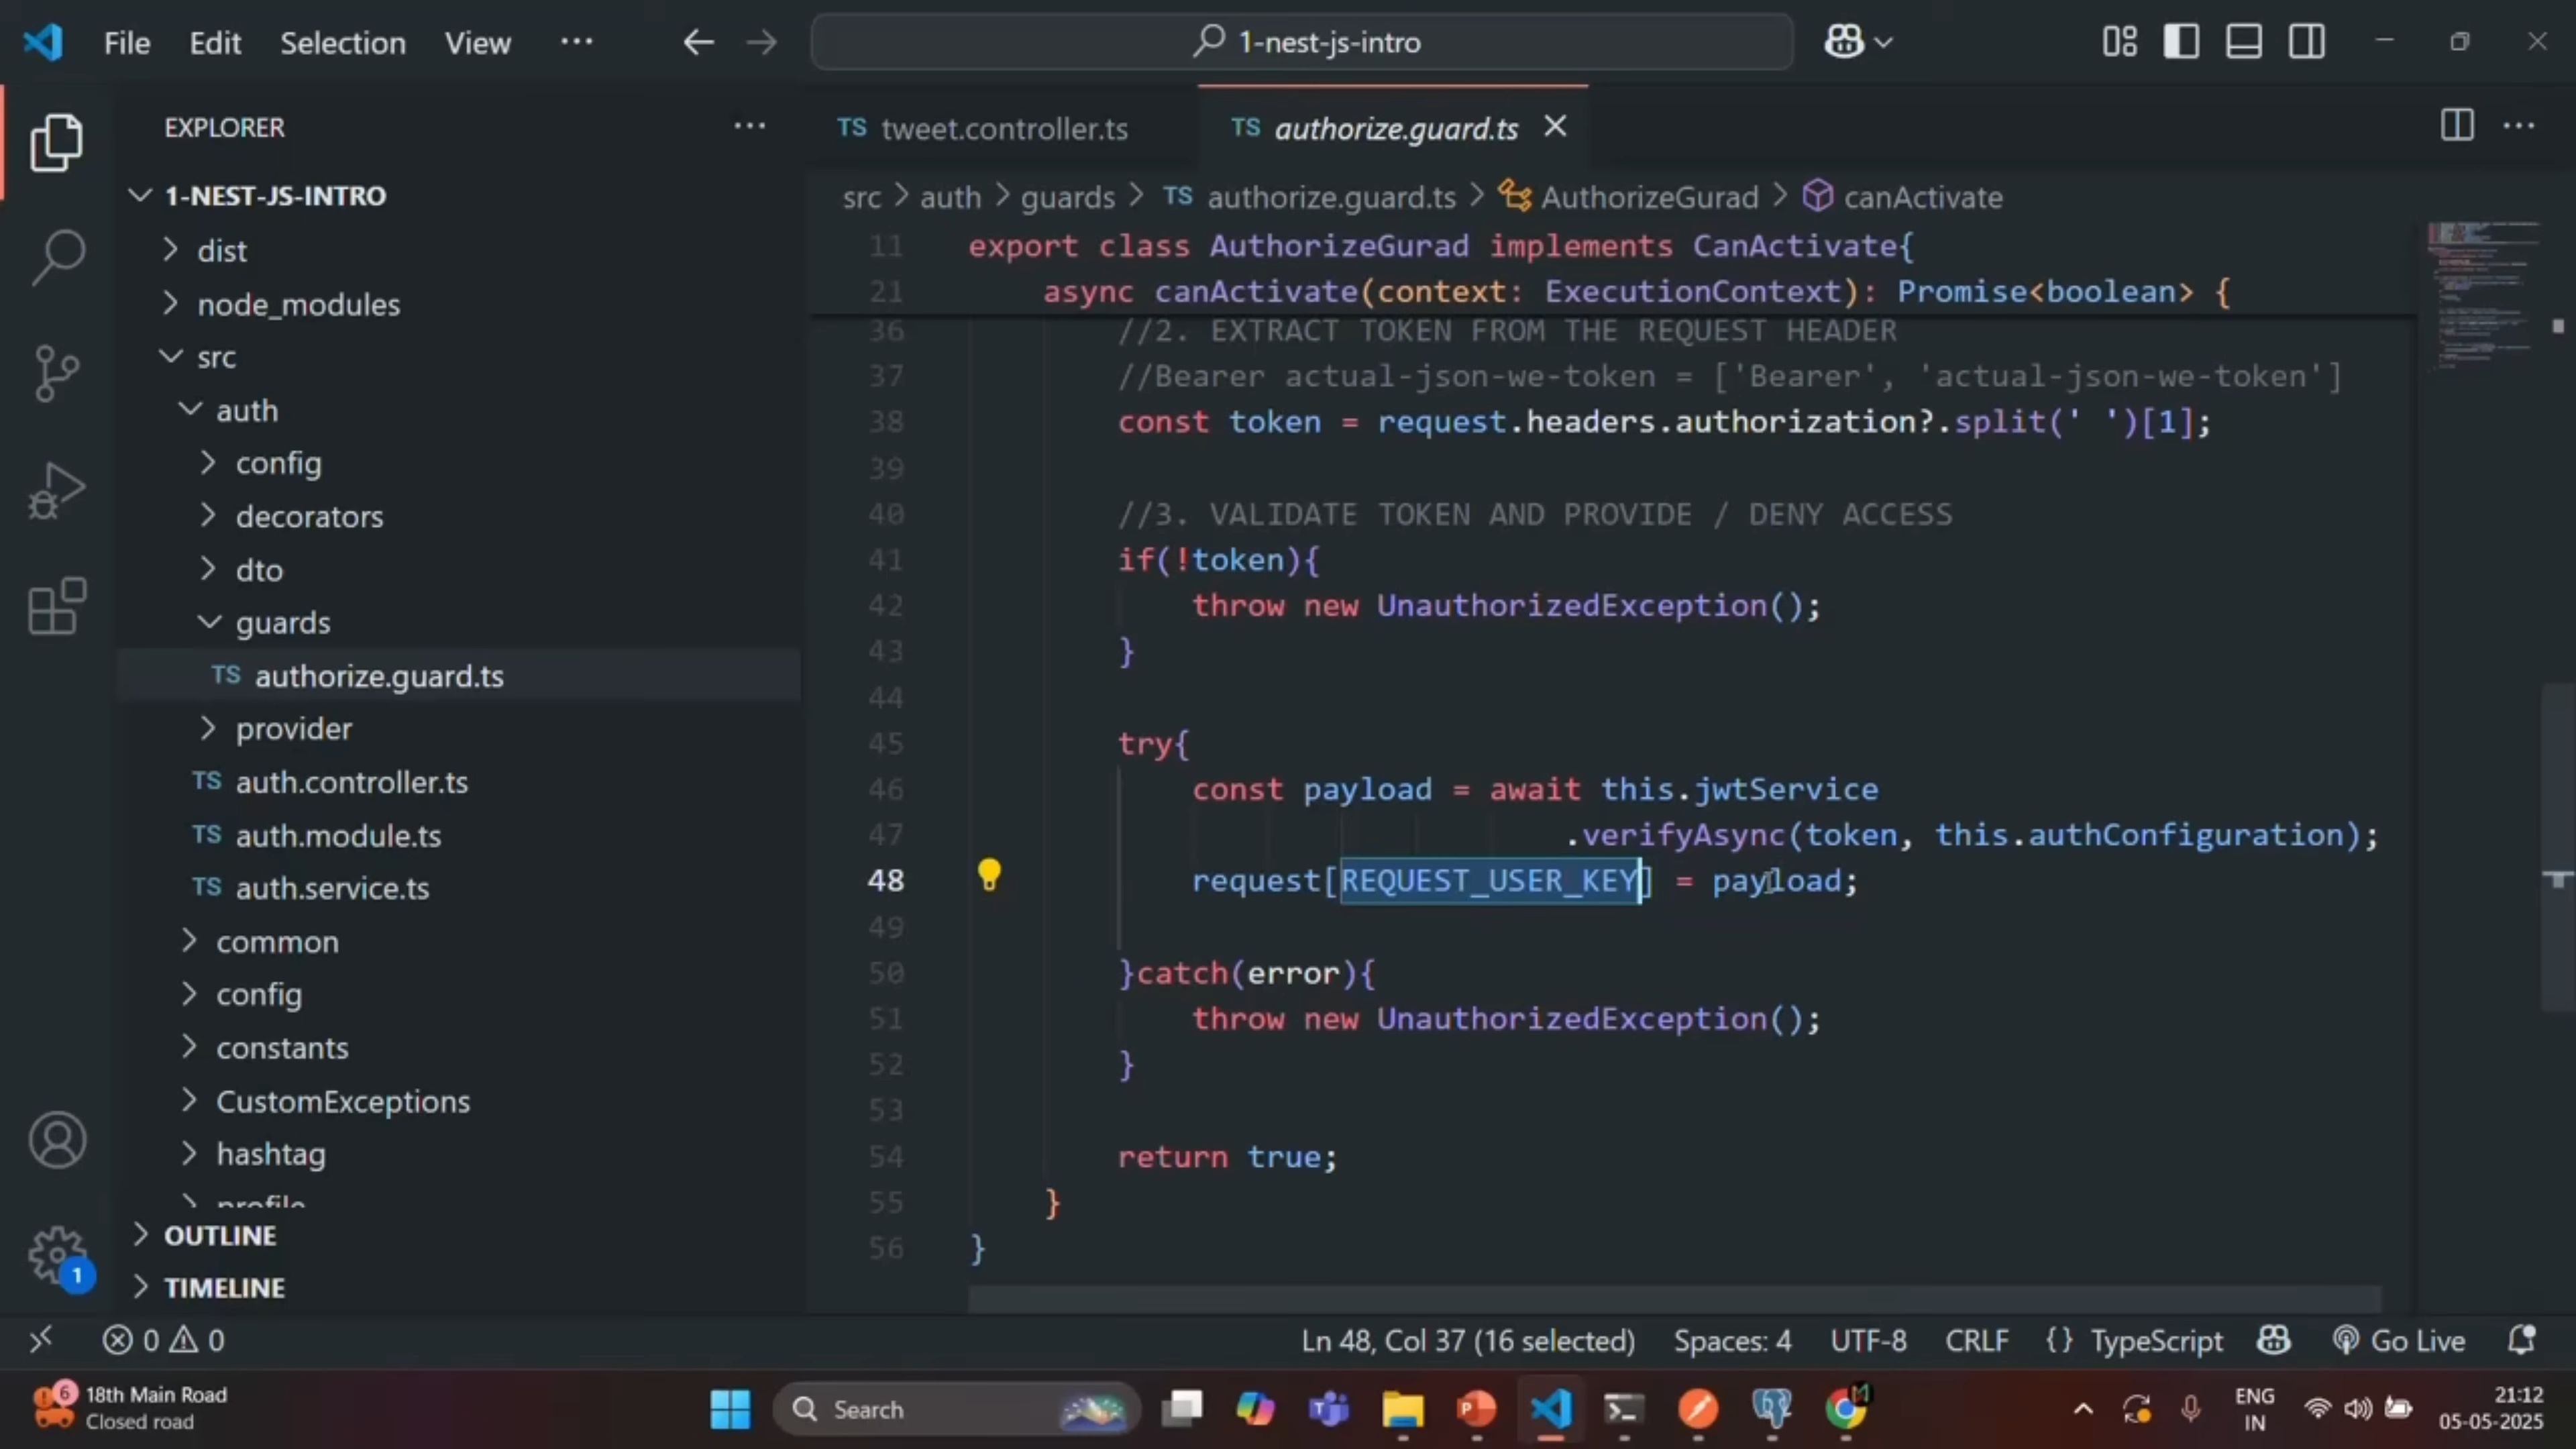 File Edit Selection View ... 1-nest-js-intro
EXPLORER ...
1-NEST-JS-INTRO
dist
node_modules
src
auth
config
decorators
dto
guards
TS authorize.guard.ts
provider
TS auth.controller.ts
TS auth.module.ts
TS auth.service.ts
common
config
constants
CustomExceptions
hashtag
profile
OUTLINE
TIMELINE
1
TS tweet.controller.ts TS authorize.guard.ts
src > auth > guards > TS authorize.guard.ts > AuthorizeGurad > canActivate
11 export class AuthorizeGurad implements CanActivate{
21 async canActivate(context: ExecutionContext): Promise<boolean> {
36 //2. EXTRACT TOKEN FROM THE REQUEST HEADER
37 //Bearer actual-json-we-token = ['Bearer', 'actual-json-we-token']
38 const token = request.headers.authorization?.split(' ')[1];
39
40 //3. VALIDATE TOKEN AND PROVIDE / DENY ACCESS
41 if(!token){
42 throw new UnauthorizedException();
43 }
44
45 try{
46 const payload = await this.jwtService
47 .verifyAsync(token, this.authConfiguration);
48 request[REQUEST_USER_KEY] = payload;
49
50 }catch(error){
51 throw new UnauthorizedException();
52 }
53
54 return true;
55 }
56 }
0 0 Ln 48, Col 37 (16 selected) Spaces: 4 UTF-8 CRLF {} TypeScript Go Live
6 18th Main Road
Closed road
Search
ENG
IN
21:12
05-05-2025